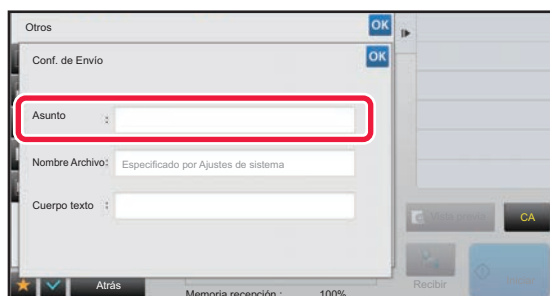 Otros
OK
Conf. de Envío
OK
Asunto :
Nombre Archivo: Especificado por Ajustes de sistema
Cuerpo texto :
CA
Atrás
Memoria recepción : 100%
Recibir